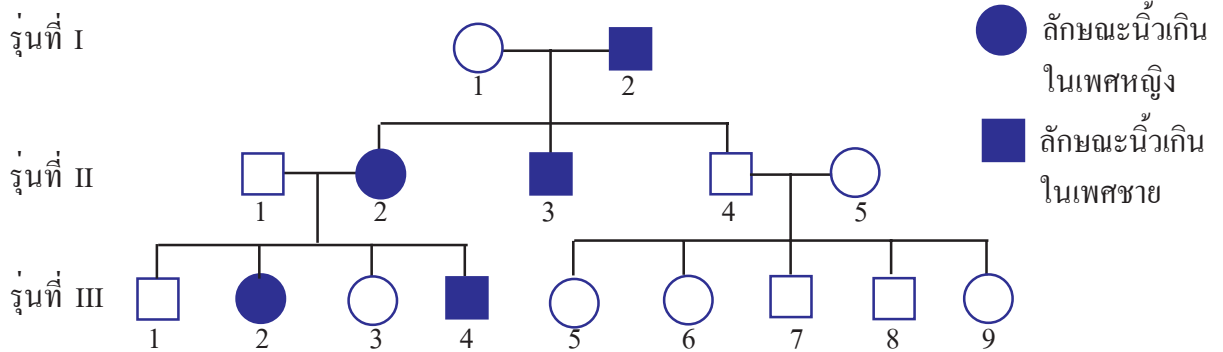 รุ่นที่ I
1 2
ลักษณะนิ้วเกิน
ในเพศหญิง
ลักษณะนิ้วเกิน
ในเพศชาย
รุ่นที่ II
1 2 3 4 5
รุ่นที่ III
1 2 3 4 5 6 7 8 9